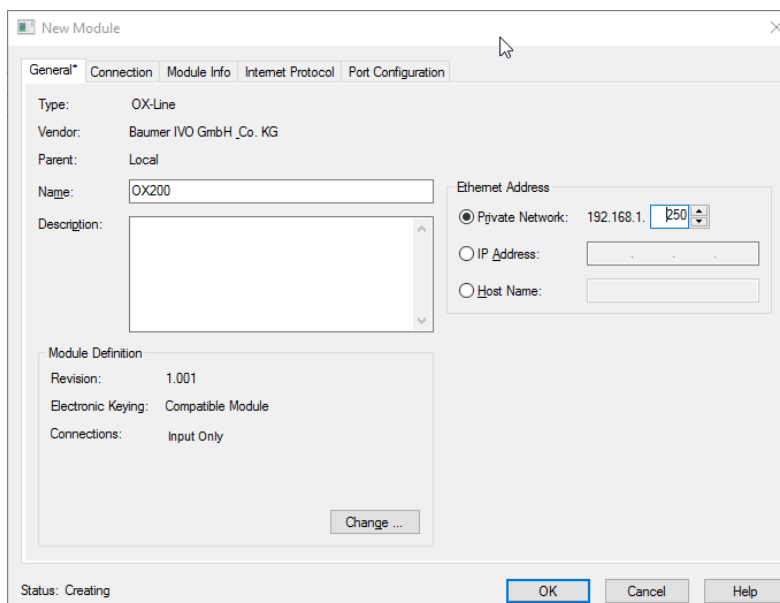 New Module
General* Connection Module Info Internet Protocol Port Configuration
Type: OX-Line
Vendor: Baumer IVO GmbH_Co. KG
Parent: Local
Name: OX200
Description:
Ethernet Address
Private Network: 192.168.1. 250
IP Address: . . .
Host Name:
Module Definition
Revision: 1.001
Electronic Keying: Compatible Module
Connections: Input Only
Change ...
Status: Creating
OK Cancel Help